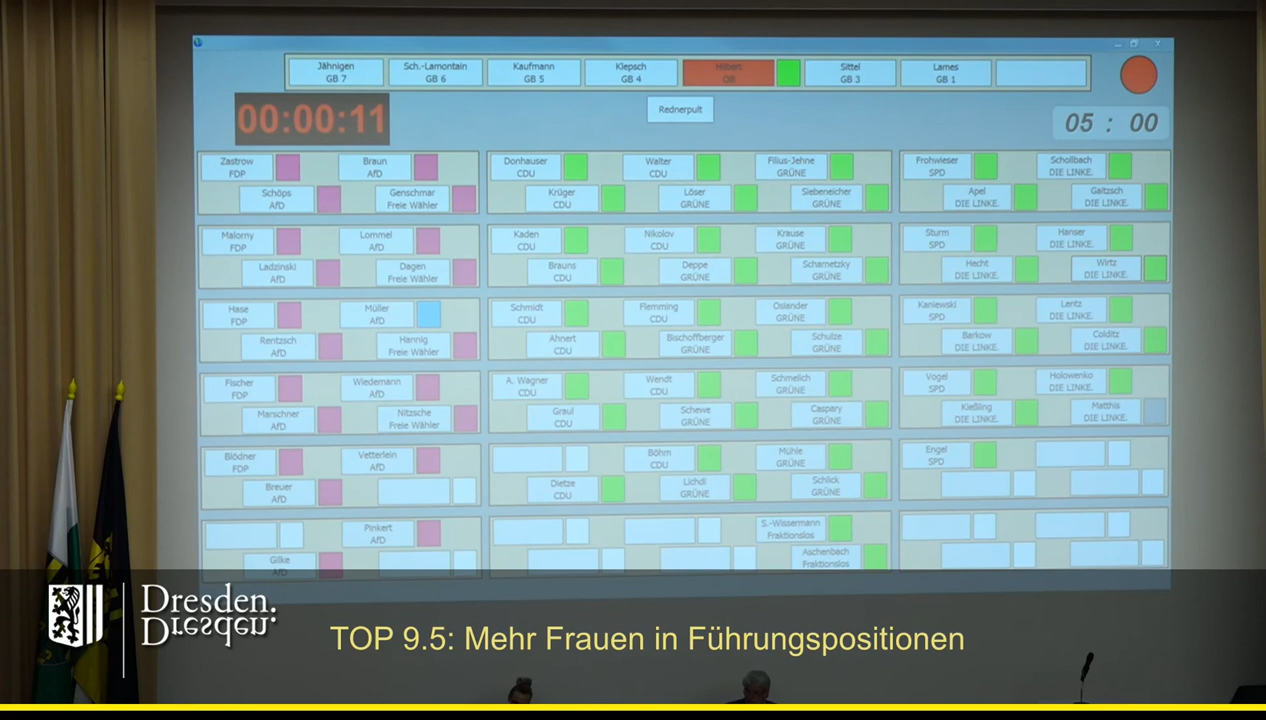 Jähnigen
GB 7
Sch.-Lamontain
GB 6
Kaufmann
GB 5
Klepsch
GB 4
Hilbert
OB
Sittel
GB 3
Lames
GB 1
00:00:11
Rednerpult
05 : 00
Zastrow
FDP
Braun
AfD
Schöps
AfD
Genschmar
Freie Wähler
Donhauser
CDU
Walter
CDU
Filius-Jehne
GRÜNE
Krüger
CDU
Löser
GRÜNE
Siebeneicher
GRÜNE
Frohwieser
SPD
Schollbach
DIE LINKE.
Apel
DIE LINKE.
Gaitzsch
DIE LINKE.
Malorny
FDP
Lommel
AfD
Ladzinski
AfD
Dagen
Freie Wähler
Kaden
CDU
Nikolov
CDU
Krause
GRÜNE
Brauns
CDU
Deppe
GRÜNE
Scharnetzky
GRÜNE
Sturm
SPD
Hanser
DIE LINKE.
Hecht
DIE LINKE.
Wirtz
DIE LINKE.
Hase
FDP
Müller
AfD
Rentzsch
AfD
Hannig
Freie Wähler
Schmidt
CDU
Flemming
CDU
Oslander
GRÜNE
Ahnert
CDU
Bischoffberger
GRÜNE
Schulze
GRÜNE
Kaniewski
SPD
Lentz
DIE LINKE.
Barkow
DIE LINKE.
Colditz
DIE LINKE.
Fischer
FDP
Wiedemann
AfD
Marschner
AfD
Nitzsche
Freie Wähler
A. Wagner
CDU
Wendt
CDU
Schmelich
GRÜNE
Graul
CDU
Schewe
GRÜNE
Caspary
GRÜNE
Vogel
SPD
Holowenko
DIE LINKE.
Kießling
DIE LINKE.
Matthis
DIE LINKE.
Blödner
FDP
Vetterlein
AfD
Breuer
AfD
Böhm
CDU
Mühle
GRÜNE
Dietze
CDU
Lichdi
GRÜNE
Schlick
GRÜNE
Engel
SPD
Pinkert
AfD
Gilke
AfD
S.-Wissermann
Fraktionslos
Aschenbach
Fraktionslos
Dresden.
Dresden.
TOP 9.5: Mehr Frauen in Führungspositionen